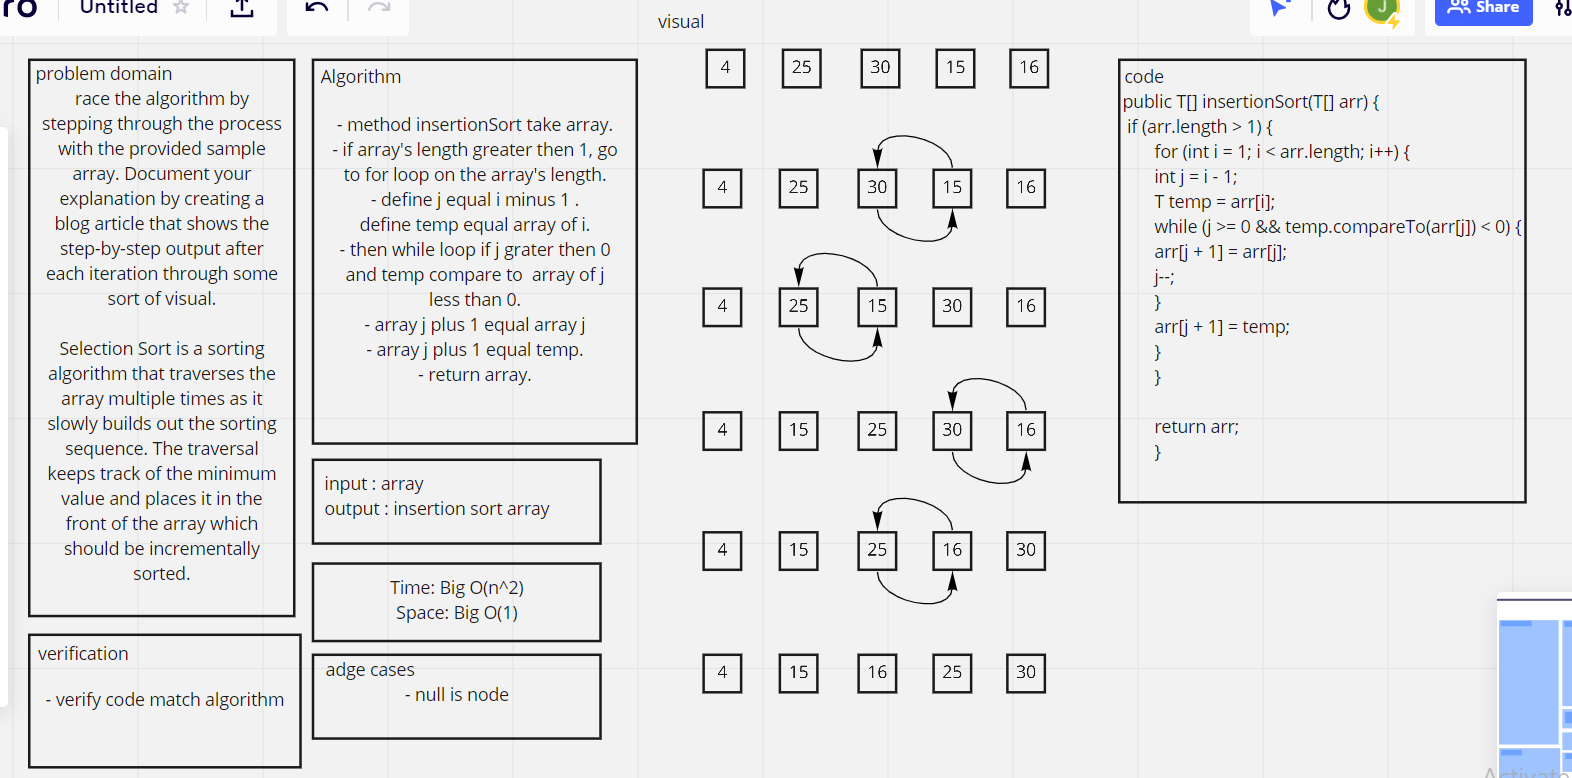 ro
Untitled
J
Share
visual
problem domain
race the algorithm by
stepping through the process
with the provided sample
array. Document your
explanation by creating a
blog article that shows the
step-by-step output after
each iteration through some
sort of visual.
Selection Sort is a sorting
algorithm that traverses the
array multiple times as it
slowly builds out the sorting
sequence. The traversal
keeps track of the minimum
value and places it in the
front of the array which
should be incrementally
sorted.
verification
- verify code match algorithm
Algorithm
- method insertionSort take array.
- if array's length greater then 1, go
to for loop on the array's length.
- define j equal i minus 1 .
define temp equal array of i.
- then while loop if j grater then 0
and temp compare to array of j
less than 0.
- array j plus 1 equal array j
- array j plus 1 equal temp.
- return array.
input : array
output : insertion sort array
Time: Big O(n^2)
Space: Big O(1)
adge cases
- null is node
4 25 30 15 16
4 25 30 15 16
4 25 15 30 16
4 15 25 30 16
4 15 25 16 30
4 15 16 25 30
code
public T[] insertionSort(T[] arr) {
if (arr.length > 1) {
for (int i = 1; i < arr.length; i++) {
int j = i - 1;
T temp = arr[i];
while (j >= 0 && temp.compareTo(arr[j]) < 0) {
arr[j + 1] = arr[j];
j--;
}
arr[j + 1] = temp;
}
}
return arr;
}
Activate